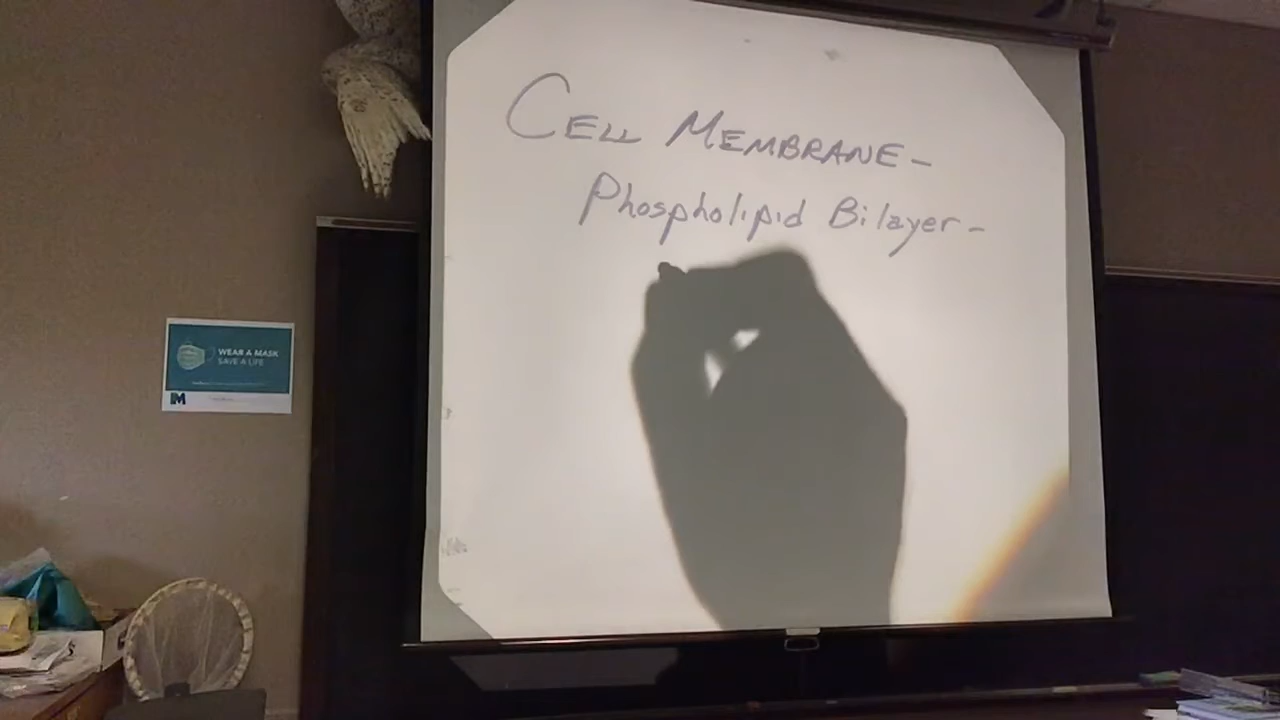 CELL MEMBRANE-
Phospholipid Bilayer-
WEAR A MASK
SAVE A LIFE
M